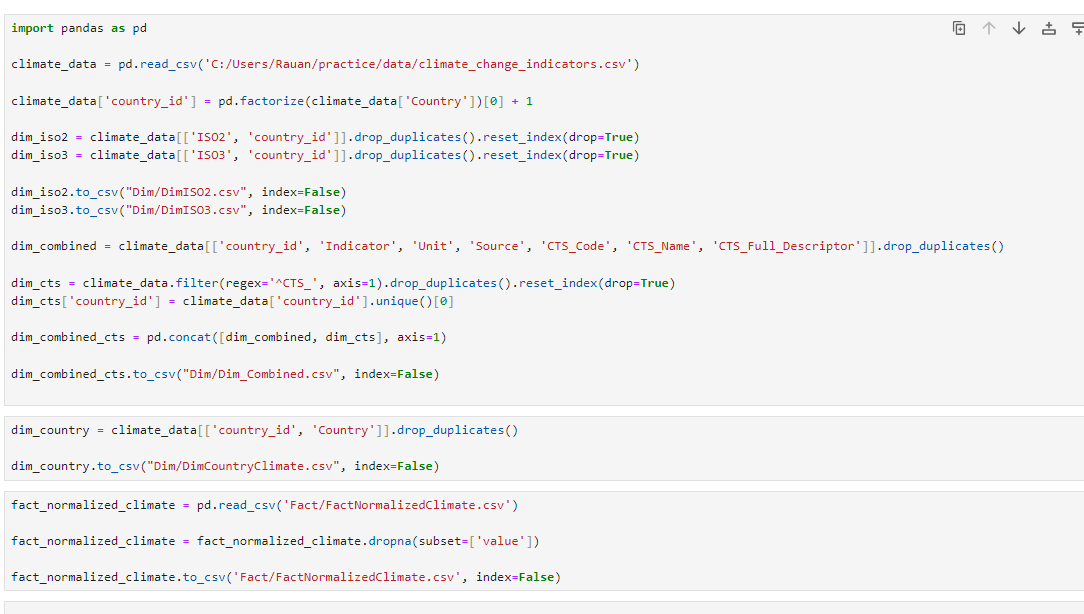 import pandas as pd
climate_data = pd.read_csv('C:/Users/Rauan/practice/data/climate_change_indicators.csv')
climate_data['country_id'] = pd.factorize(climate_data['Country'])[0] + 1
dim_iso2 = climate_data[['ISO2', 'country_id']].drop_duplicates().reset_index(drop=True)
dim_iso3 = climate_data[['ISO3', 'country_id']].drop_duplicates().reset_index(drop=True)
dim_iso2.to_csv("Dim/DimISO2.csv", index=False)
dim_iso3.to_csv("Dim/DimISO3.csv", index=False)
dim_combined = climate_data[['country_id', 'Indicator', 'Unit', 'Source', 'CTS_Code', 'CTS_Name', 'CTS_Full_Descriptor']].drop_duplicates()
dim_cts = climate_data.filter(regex='^CTS_', axis=1).drop_duplicates().reset_index(drop=True)
dim_cts['country_id'] = climate_data['country_id'].unique()[0]
dim_combined_cts = pd.concat([dim_combined, dim_cts], axis=1)
dim_combined_cts.to_csv("Dim/Dim_Combined.csv", index=False)
dim_country = climate_data[['country_id', 'Country']].drop_duplicates()
dim_country.to_csv("Dim/DimCountryClimate.csv", index=False)
fact_normalized_climate = pd.read_csv('Fact/FactNormalizedClimate.csv')
fact_normalized_climate = fact_normalized_climate.dropna(subset=['value'])
fact_normalized_climate.to_csv('Fact/FactNormalizedClimate.csv', index=False)